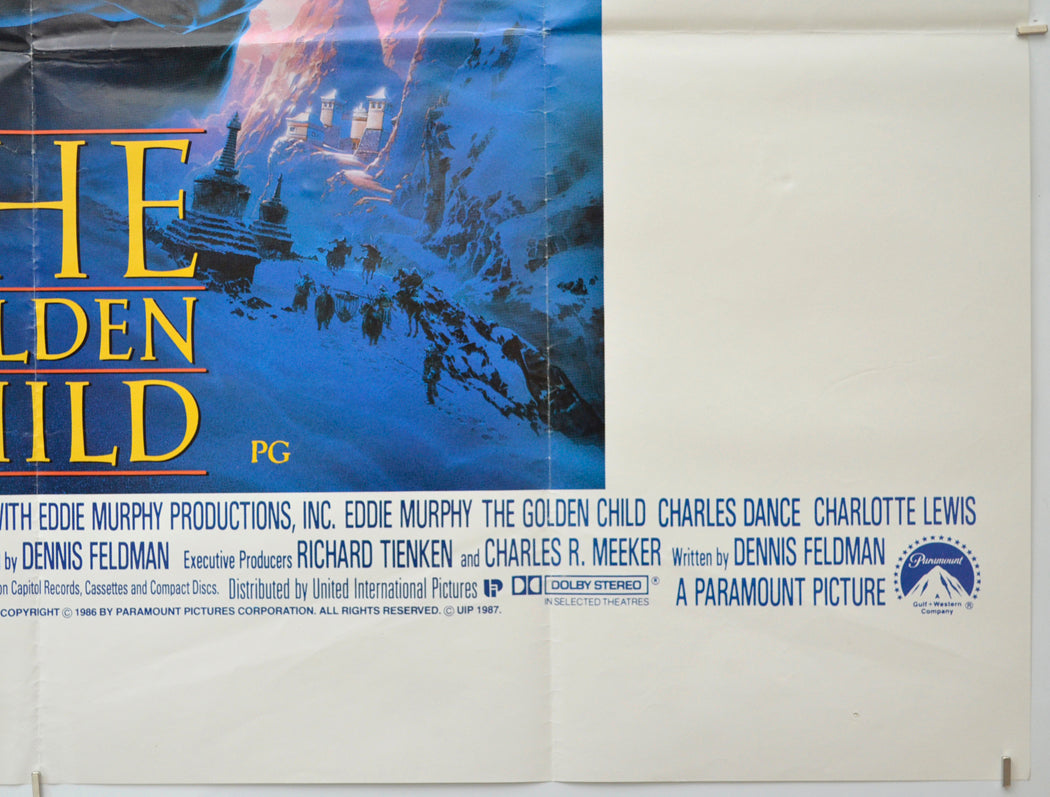 HE
LDEN
HILD
PG
WITH EDDIE MURPHY PRODUCTIONS, INC. EDDIE MURPHY THE GOLDEN CHILD CHARLES DANCE CHARLOTTE LEWIS
by DENNIS FELDMAN Executive Producers RICHARD TIENKEN and CHARLES R. MEEKER Written by DENNIS FELDMAN
on Capitol Records, Cassettes and Compact Discs. Distributed by United International Pictures DOLBY STEREO ® IN SELECTED THEATRES A PARAMOUNT PICTURE
COPYRIGHT © 1986 BY PARAMOUNT PICTURES CORPORATION. ALL RIGHTS RESERVED. © UIP 1987.
Paramount
A
Gulf + Western
Company ®